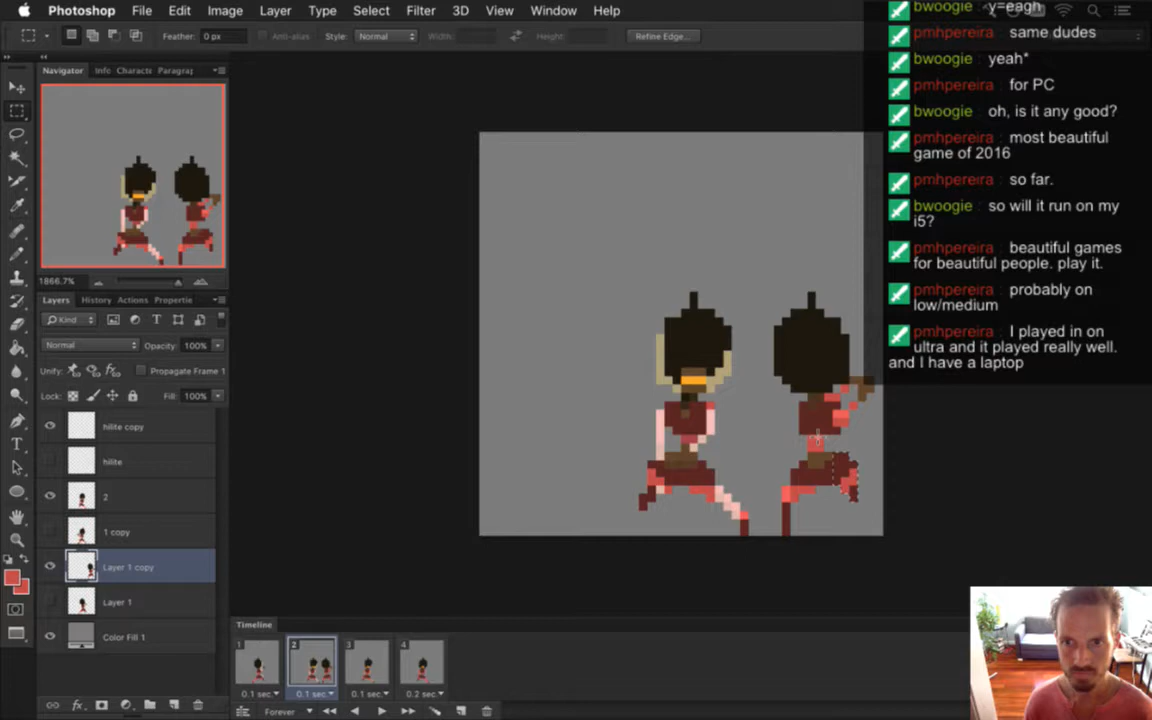 Photoshop File Edit Image Layer Type Select Filter 3D View Window Help
Feather: 0 px Anti-alias Style: Normal Width: Height: Refine Edge...
Navigator Info Characte Paragraj
1866.7%
Layers History Actions Propertie
Kind
Normal Opacity: 100%
Unify: Propagate Frame 1
Lock: Fill: 100%
hilite copy
hilite
2
1 copy
Layer 1 copy
Layer 1
Color Fill 1
Timeline
1 2 3 4
0.1 sec. 0.1 sec. 0.1 sec. 0.2 sec.
Forever
bwoogie : y=eagh
pmhpereira : same dudes
bwoogie : yeah*
pmhpereira : for PC
bwoogie : oh, is it any good?
pmhpereira : most beautiful
game of 2016
pmhpereira : so far.
bwoogie : so will it run on my
i5?
pmhpereira : beautiful games
for beautiful people. play it.
pmhpereira : probably on
low/medium
pmhpereira : I played in on
ultra and it played really well.
and I have a laptop